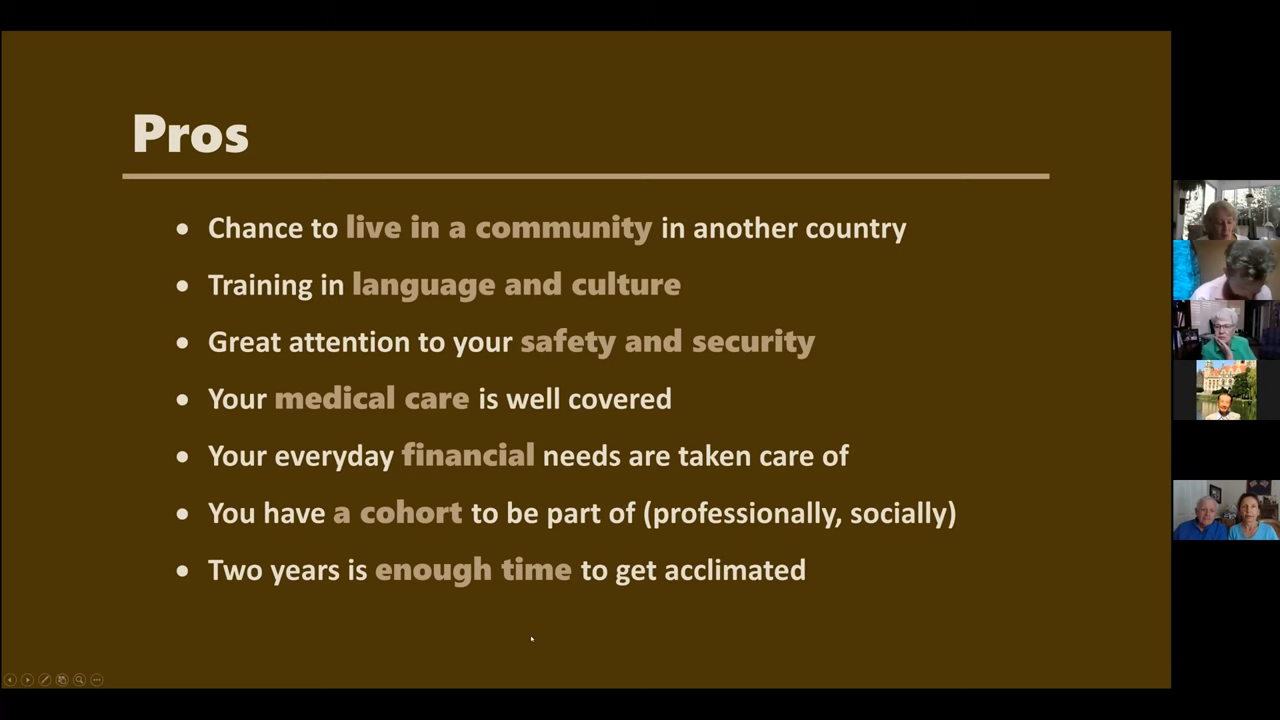 Pros
• Chance to live in a community in another country
• Training in language and culture
• Great attention to your safety and security
• Your medical care is well covered
• Your everyday financial needs are taken care of
• You have a cohort to be part of (professionally, socially)
• Two years is enough time to get acclimated